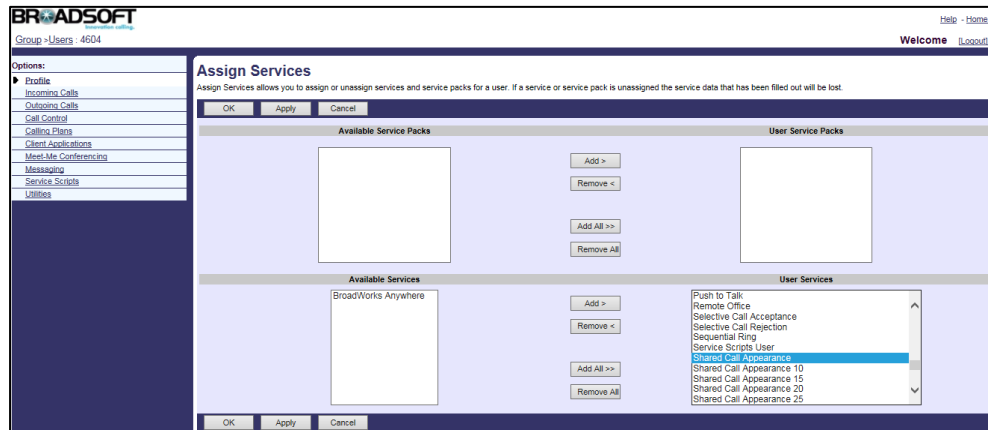 BROADSOFT
innovation calling.
Help - Home
Group >Users : 4604
Welcome [Logout]
Options:
Profile
Incoming Calls
Outgoing Calls
Call Control
Calling Plans
Client Applications
Meet-Me Conferencing
Messaging
Service Scripts
Utilities
Assign Services
Assign Services allows you to assign or unassign services and service packs for a user. If a service or service pack is unassigned the service data that has been filled out will be lost.
OK Apply Cancel
Available Service Packs User Service Packs
Add >
Remove <
Add All >>
Remove All
Available Services User Services
BroadWorks Anywhere
Add >
Remove <
Add All >>
Remove All
Push to Talk
Remote Office
Selective Call Acceptance
Selective Call Rejection
Sequential Ring
Service Scripts User
Shared Call Appearance
Shared Call Appearance 10
Shared Call Appearance 15
Shared Call Appearance 20
Shared Call Appearance 25
OK Apply Cancel